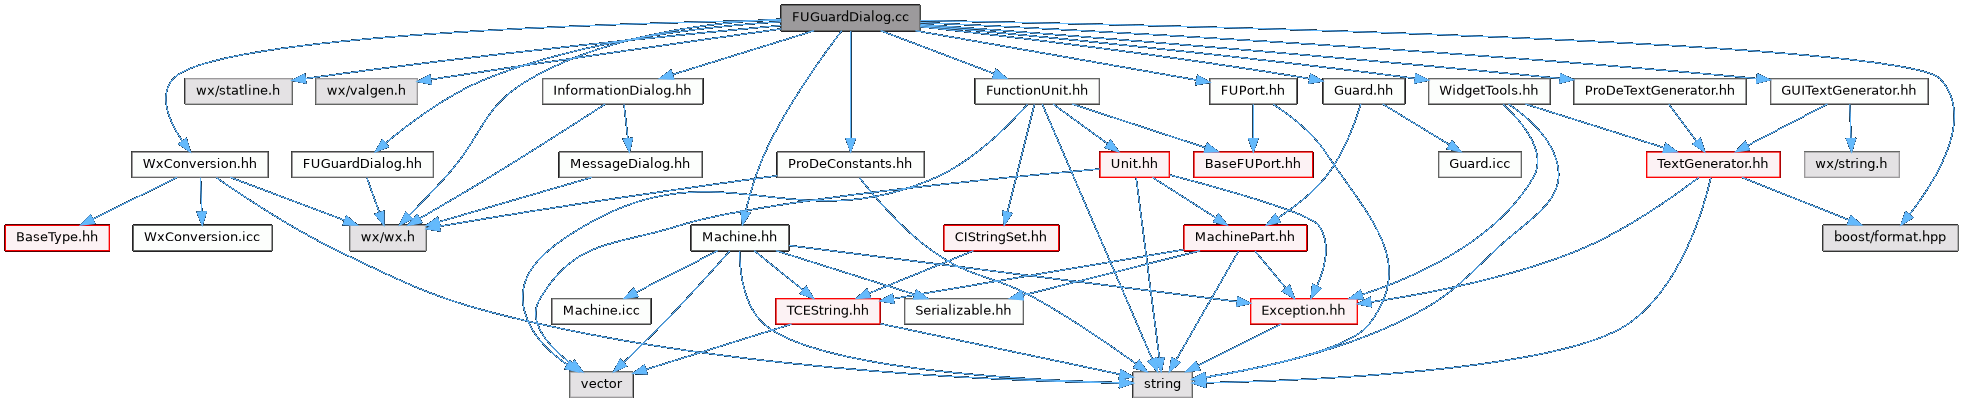 FUGuardDialog.cc
wx/statline.h
wx/valgen.h
InformationDialog.hh
FunctionUnit.hh
FUPort.hh
Guard.hh
WidgetTools.hh
ProDeTextGenerator.hh
GUITextGenerator.hh
WxConversion.hh
FUGuardDialog.hh
MessageDialog.hh
ProDeConstants.hh
Unit.hh
BaseFUPort.hh
Guard.icc
TextGenerator.hh
wx/string.h
BaseType.hh
WxConversion.icc
wx/wx.h
Machine.hh
CIStringSet.hh
MachinePart.hh
boost/format.hpp
Machine.icc
TCEString.hh
Serializable.hh
Exception.hh
vector
string